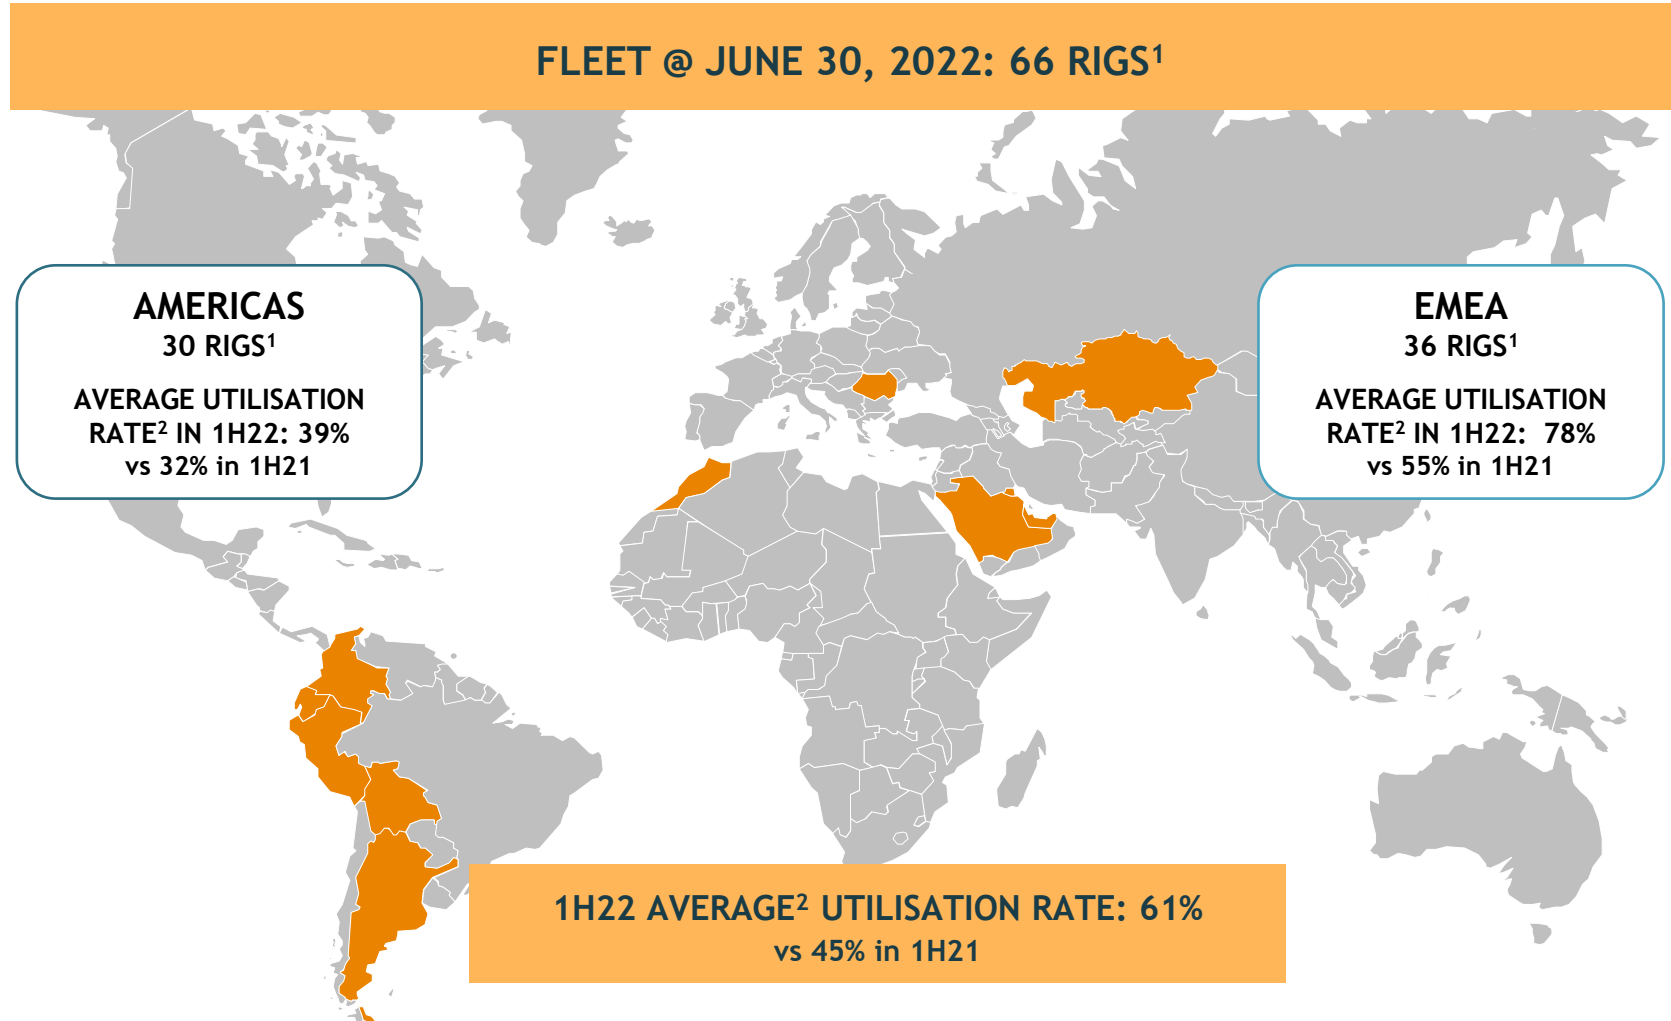 FLEET @ JUNE 30, 2022: 66 RIGS¹
AMERICAS
30 RIGS¹
AVERAGE UTILISATION
RATE² IN 1H22: 39%
vs 32% in 1H21
EMEA
36 RIGS¹
AVERAGE UTILISATION
RATE² IN 1H22: 78%
vs 55% in 1H21
1H22 AVERAGE² UTILISATION RATE: 61%
vs 45% in 1H21